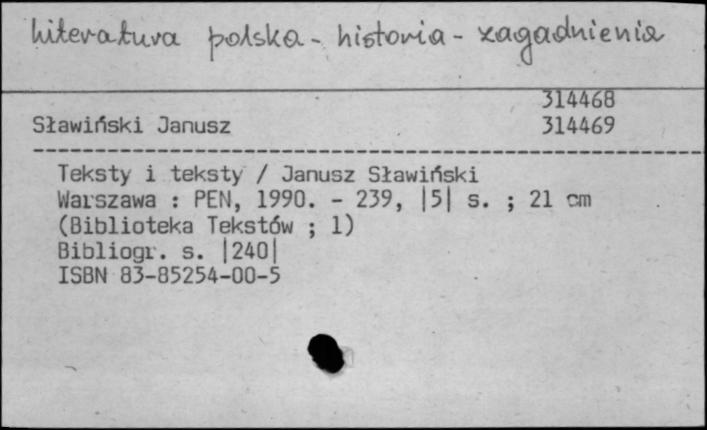 Literatura polska - historia - zagadnienia
314468
Sławiński Janusz 314469
Teksty i teksty / Janusz Sławiński
Warszawa : PEN, 1990. - 239, |5| s. ; 21 cm
(Biblioteka Tekstów ; 1)
Bibliogr. s. |240|
ISBN 83-85254-00-5